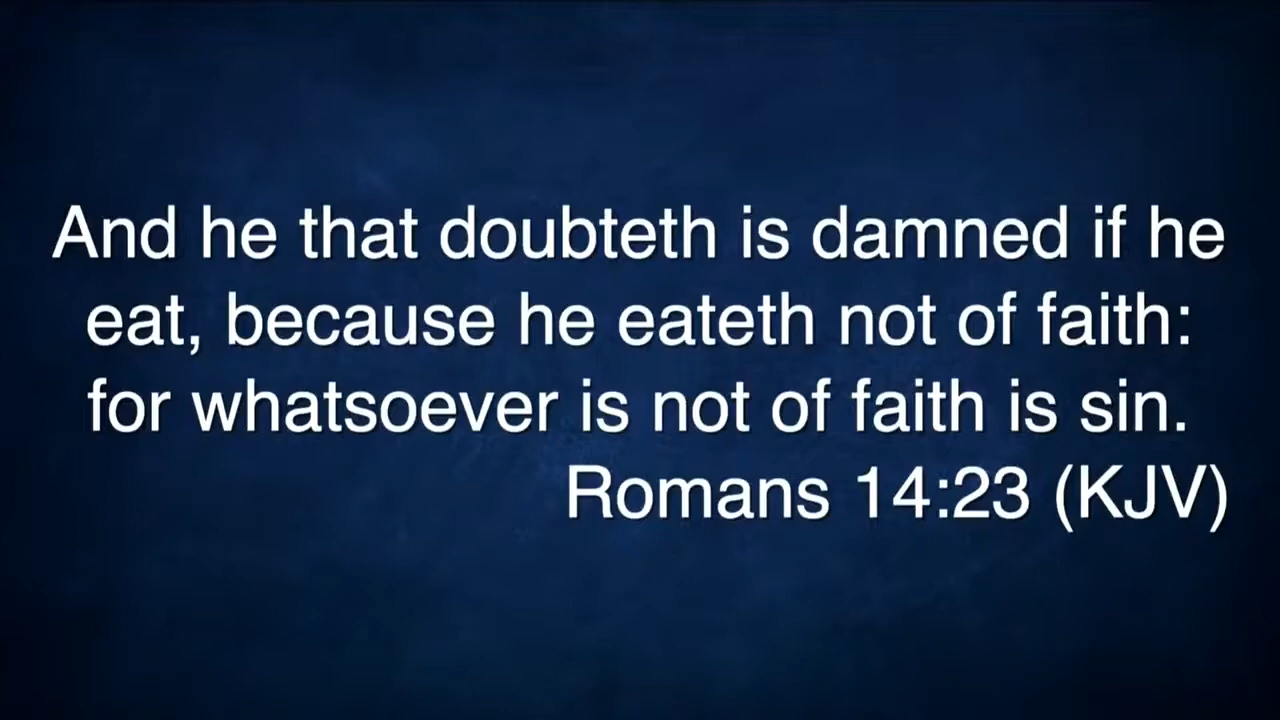 And he that doubteth is damned if he
eat, because he eateth not of faith:
for whatsoever is not of faith is sin.
Romans 14:23 (KJV)